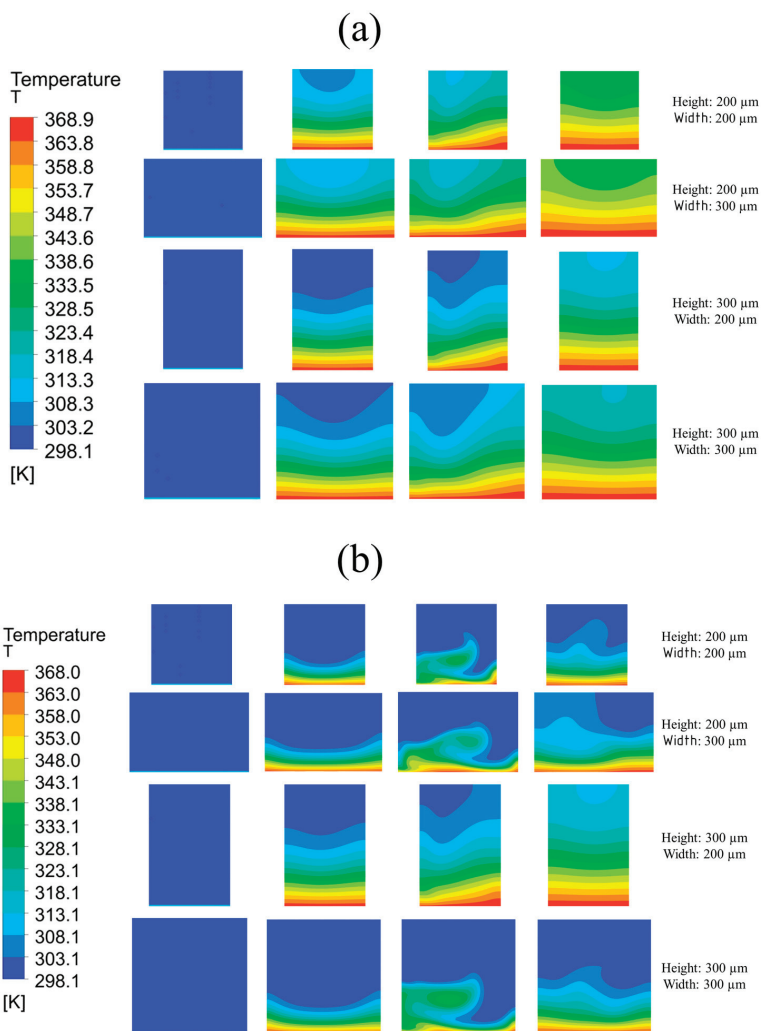 (a)
Temperature
T
368.9
363.8
358.8
353.7
348.7
343.6
338.6
333.5
328.5
323.4
318.4
313.3
308.3
303.2
298.1
[K]
Height: 200 µm
Width: 200 µm
Height: 200 µm
Width: 300 µm
Height: 300 µm
Width: 200 µm
Height: 300 µm
Width: 300 µm
(b)
Temperature
T
368.0
363.0
358.0
353.0
348.0
343.1
338.1
333.1
328.1
323.1
318.1
313.1
308.1
303.1
298.1
[K]
Height: 200 µm
Width: 200 µm
Height: 200 µm
Width: 300 µm
Height: 300 µm
Width: 200 µm
Height: 300 µm
Width: 300 µm